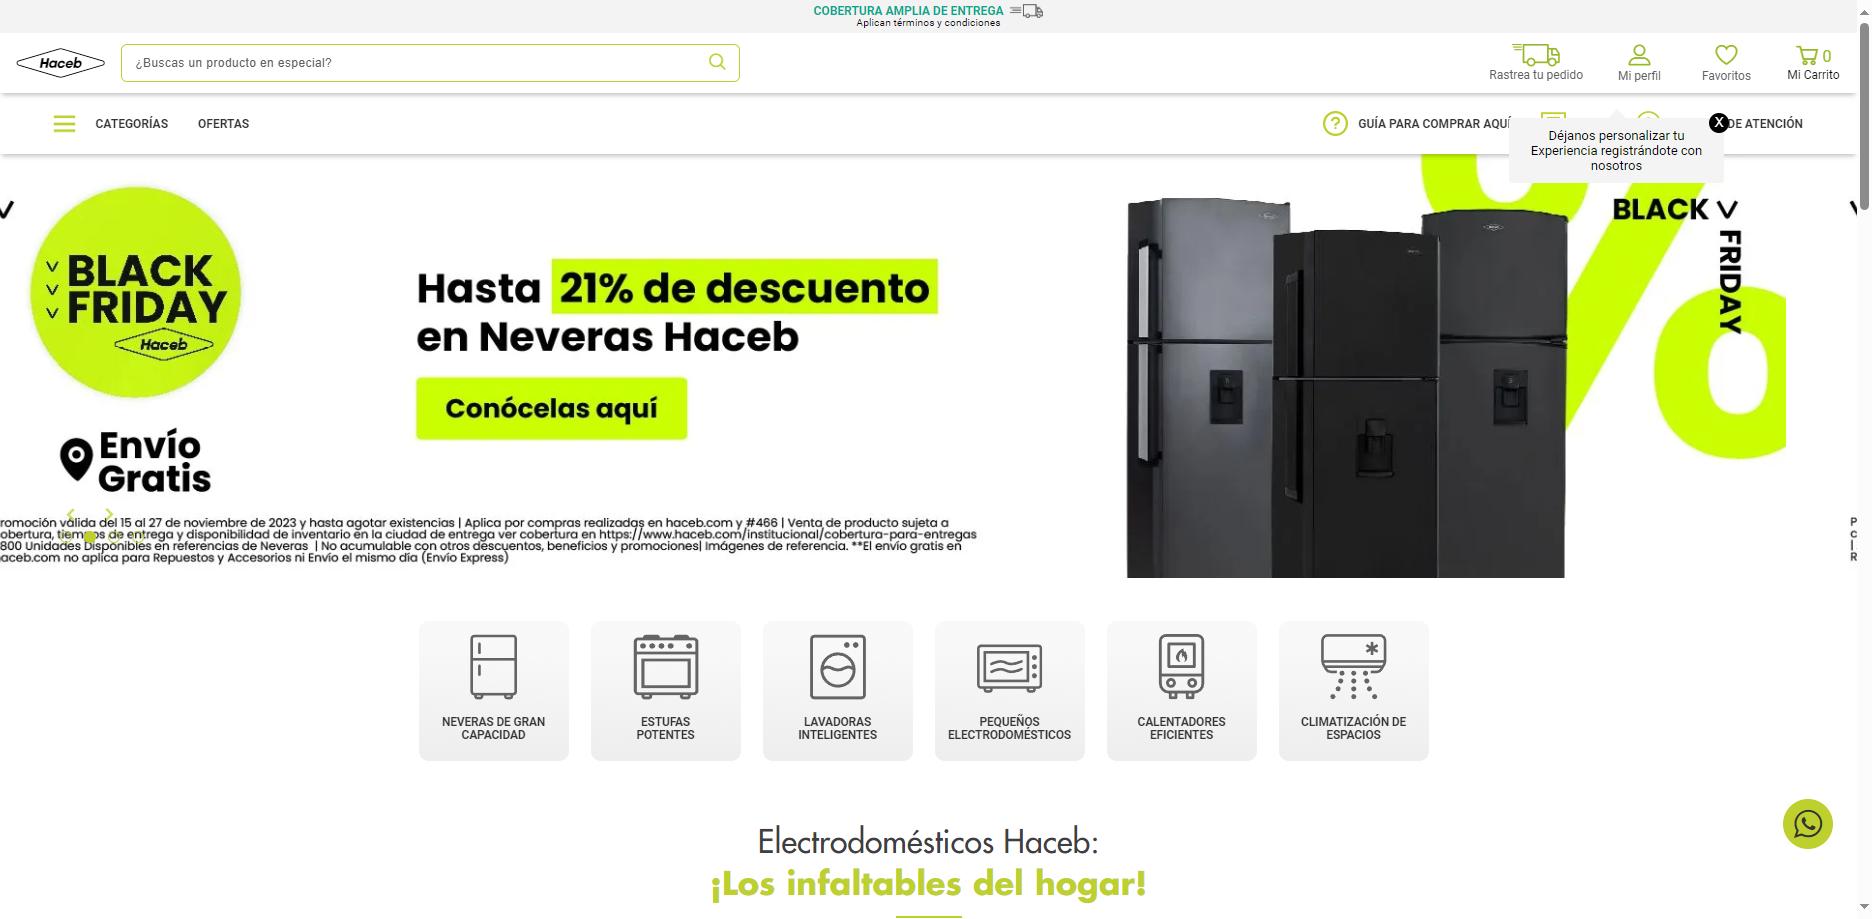 COBERTURA AMPLIA DE ENTREGA
Aplican términos y condiciones
Haceb
¿Buscas un producto en especial?
Rastrea tu pedido
Mi perfil
Favoritos
0
Mi Carrito
CATEGORÍAS
OFERTAS
GUÍA PARA COMPRAR AQUÍ
DE ATENCIÓN
X
Déjanos personalizar tu
Experiencia registrándote con
nosotros
BLACK
FRIDAY
Haceb
Envío
Gratis
Hasta 21% de descuento
en Neveras Haceb
Conócelas aquí
%
BLACK
FRIDAY
romoción válida del 15 al 27 de noviembre de 2023 y hasta agotar existencias | Aplica por compras realizadas en haceb.com y #466 | Venta de producto sujeta a
obertura, tiempos de entrega y disponibilidad de inventario en la ciudad de entrega ver cobertura en https://www.haceb.com/institucional/cobertura-para-entregas
800 Unidades Disponibles en referencias de Neveras | No acumulable con otros descuentos, beneficios y promociones| Imágenes de referencia. **El envío gratis en
aceb.com no aplica para Repuestos y Accesorios ni Envío el mismo día (Envío Express)
NEVERAS DE GRAN
CAPACIDAD
ESTUFAS
POTENTES
LAVADORAS
INTELIGENTES
PEQUEÑOS
ELECTRODOMÉSTICOS
CALENTADORES
EFICIENTES
CLIMATIZACIÓN DE
ESPACIOS
Electrodomésticos Haceb:
¡Los infaltables del hogar!